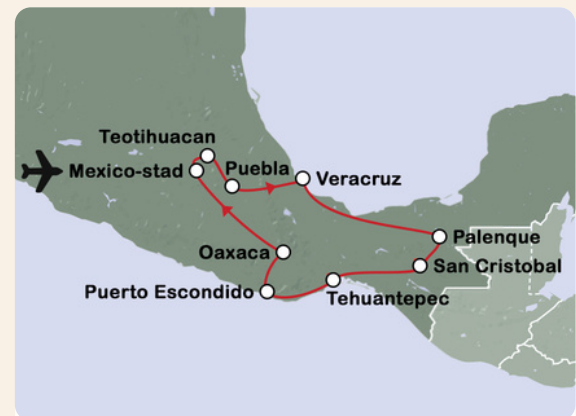 Teotihuacan
Mexico-stad
Puebla
Veracruz
Oaxaca
Palenque
San Cristobal
Puerto Escondido
Tehuantepec